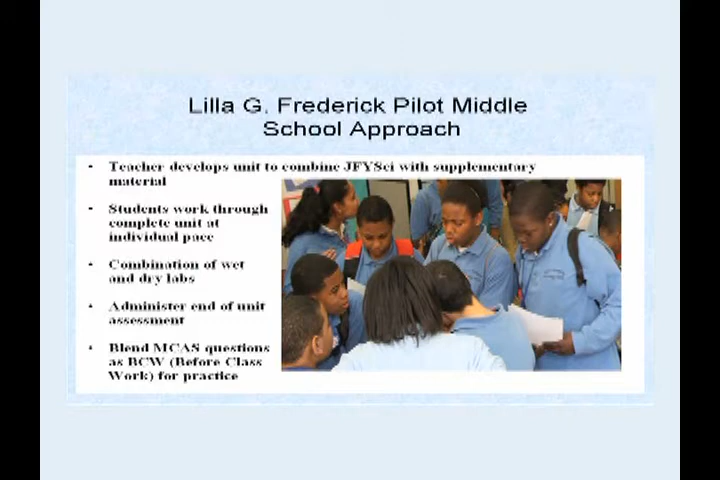 Lilla G. Frederick Pilot Middle
School Approach
• Teacher develops unit to combine JFYSci with supplementary
material
• Students work through
complete unit at
individual pace
• Combination of wet
and dry labs
• Administer end of unit
assessment
• Blend MCAS questions
as BCW (Before Class
Work) for practice